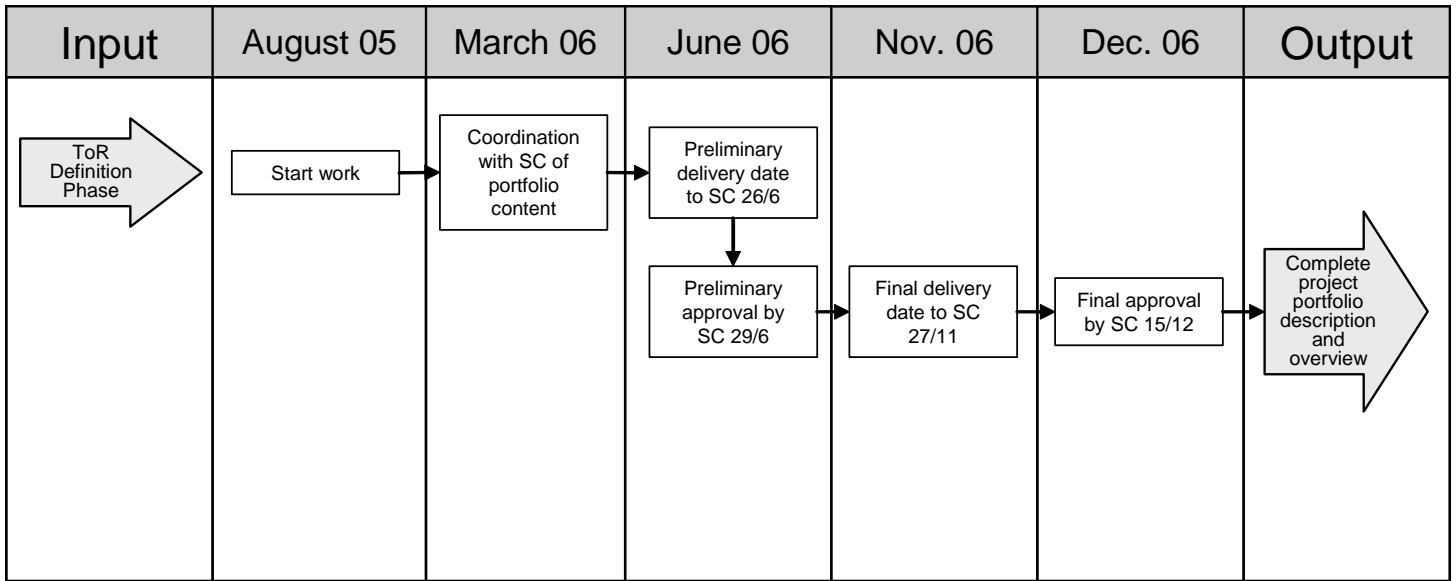 Input
August 05
March 06
June 06
Nov. 06
Dec. 06
Output
ToR
Definition
Phase
Start work
Coordination
with SC of
portfolio
content
Preliminary
delivery date
to SC 26/6
Preliminary
approval by
SC 29/6
Final delivery
date to SC
27/11
Final approval
by SC 15/12
Complete
project
portfolio
description
and
overview